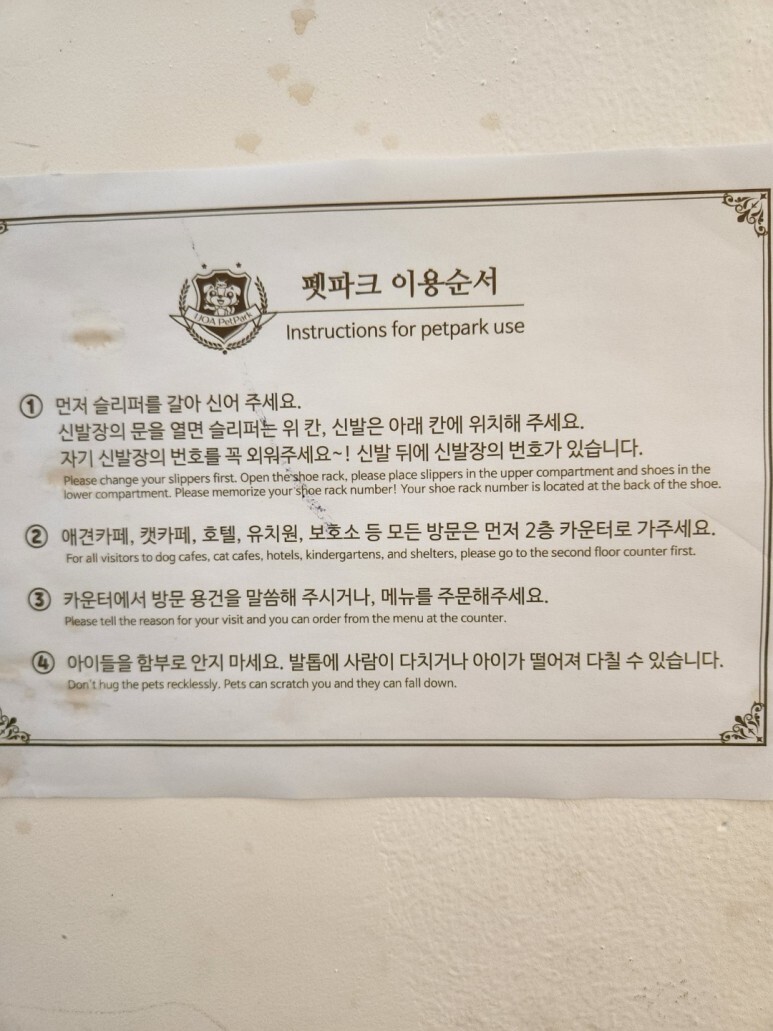 UOA PetPark
펫파크 이용순서
Instructions for petpark use
① 먼저 슬리퍼를 갈아 신어 주세요.
신발장의 문을 열면 슬리퍼는 위 칸, 신발은 아래 칸에 위치해 주세요.
자기 신발장의 번호를 꼭 외워주세요~! 신발 뒤에 신발장의 번호가 있습니다.
Please change your slippers first. Open the shoe rack, please place slippers in the upper compartment and shoes in the
lower compartment. Please memorize your shoe rack number! Your shoe rack number is located at the back of the shoe.
② 애견카페, 캣카페, 호텔, 유치원, 보호소 등 모든 방문은 먼저 2층 카운터로 가주세요.
For all visitors to dog cafes, cat cafes, hotels, kindergartens, and shelters, please go to the second floor counter first.
③ 카운터에서 방문 용건을 말씀해 주시거나, 메뉴를 주문해주세요.
Please tell the reason for your visit and you can order from the menu at the counter.
④ 아이들을 함부로 안지 마세요. 발톱에 사람이 다치거나 아이가 떨어져 다칠 수 있습니다.
Don't hug the pets recklessly. Pets can scratch you and they can fall down.